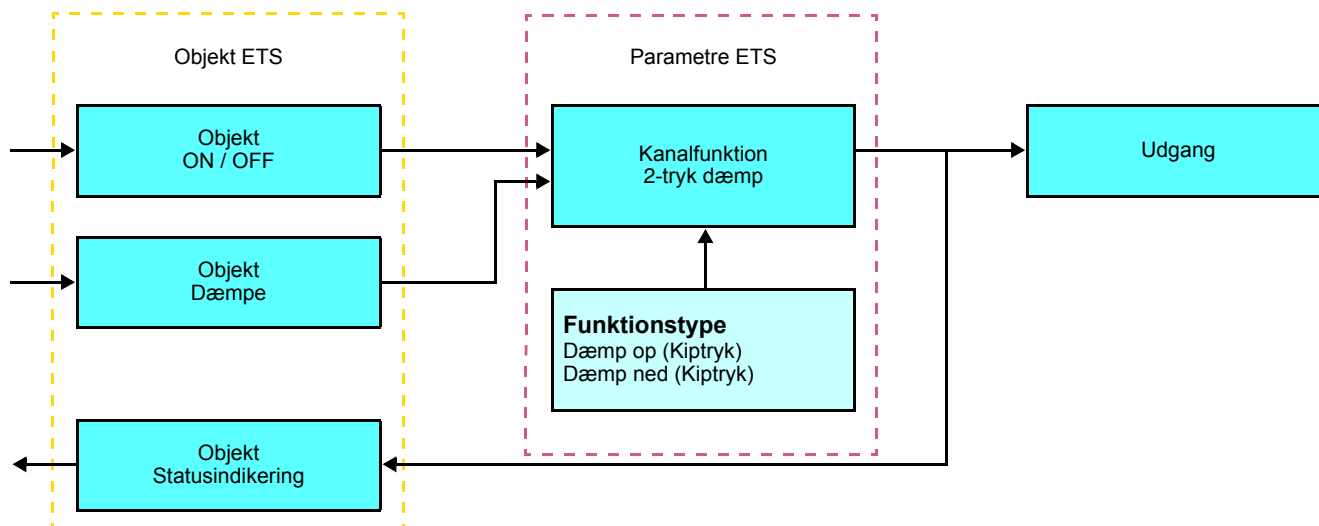 Objekt ETS
Parametre ETS
Objekt
ON / OFF
Kanalfunktion
2-tryk dæmp
Udgang
Objekt
Dæmpe
Funktionstype
Dæmp op (Kiptryk)
Dæmp ned (Kiptryk)
Objekt
Statusindikering